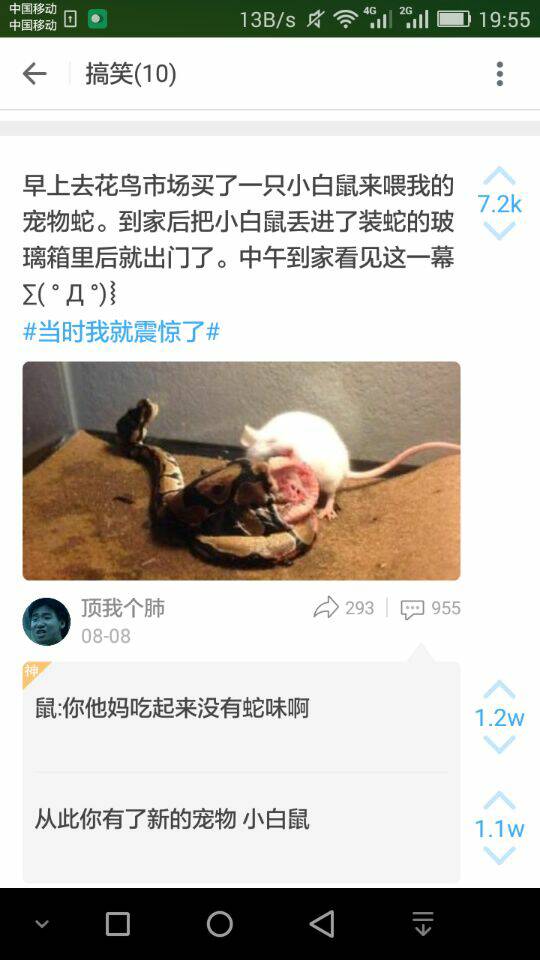 中国移动
中国移动
13B/s 4G 2G 19:55
搞笑(10)
早上去花鸟市场买了一只小白鼠来喂我的
宠物蛇。到家后把小白鼠丢进了装蛇的玻
璃箱里后就出门了。中午到家看见这一幕
∑( ° Д °)⌇
#当时我就震惊了#
7.2k
顶我个肺
08-08
293
955
神
鼠:你他妈吃起来没有蛇味啊
1.2w
从此你有了新的宠物 小白鼠
1.1w